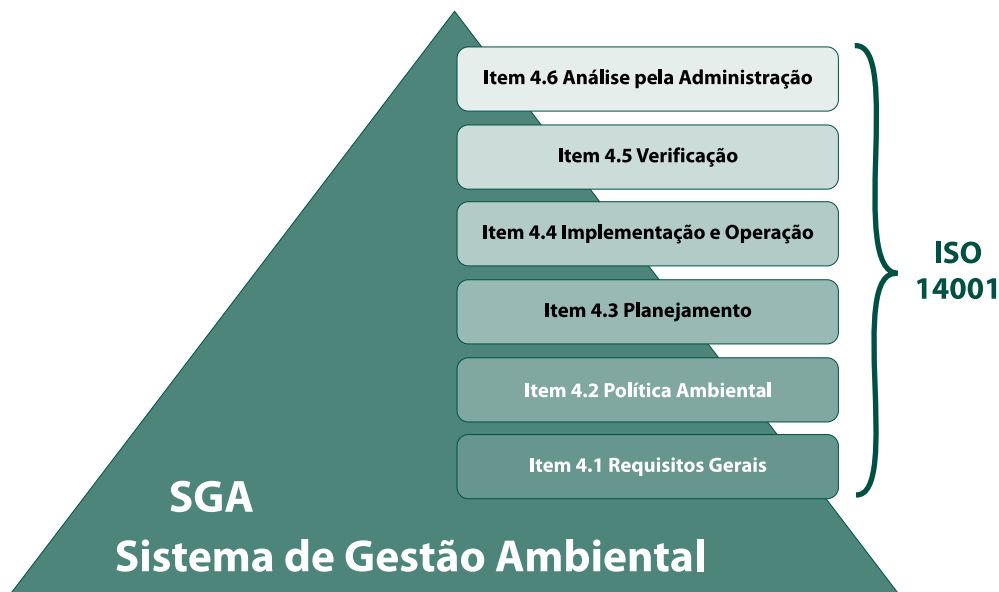 Item 4.6 Análise pela Administração
Item 4.5 Verificação
Item 4.4 Implementação e Operação
Item 4.3 Planejamento
Item 4.2 Política Ambiental
Item 4.1 Requisitos Gerais
ISO
14001
SGA
Sistema de Gestão Ambiental